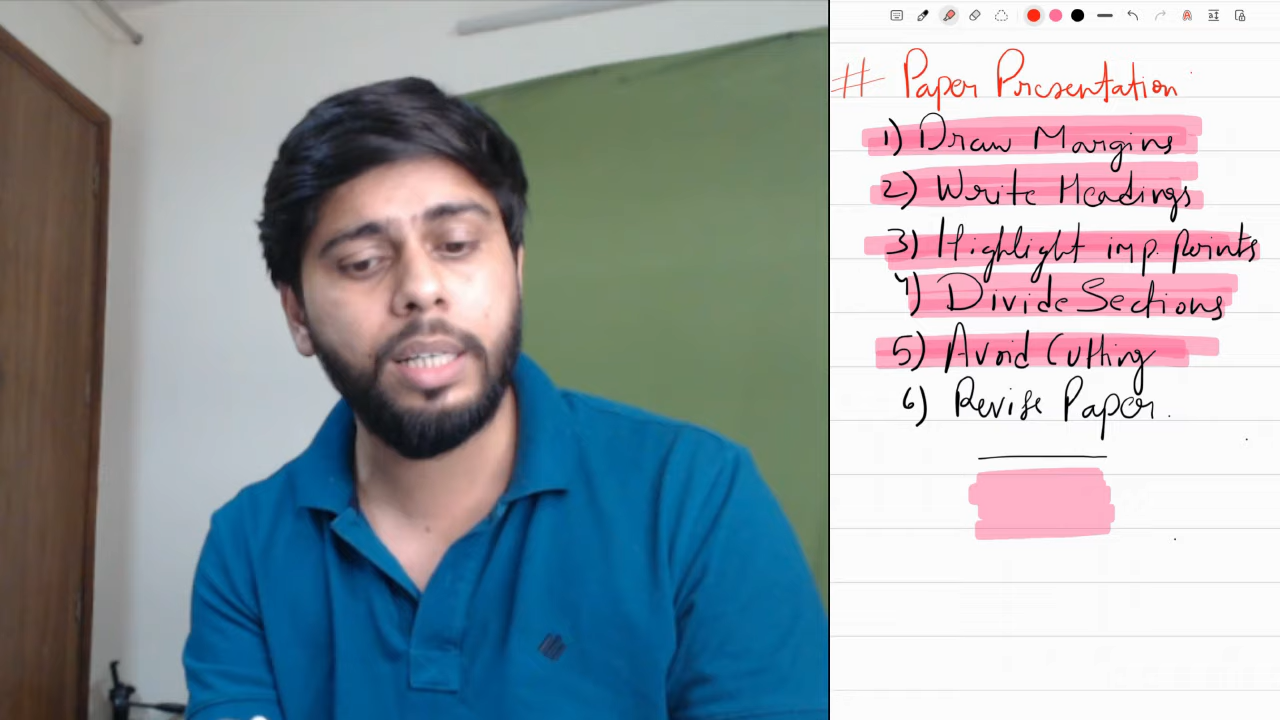 # Paper Presentation
1) Draw Margins
2) Write Headings
3) Highlight imp. points
4) Divide Sections
5) Avoid Cutting
6) Revise Paper.